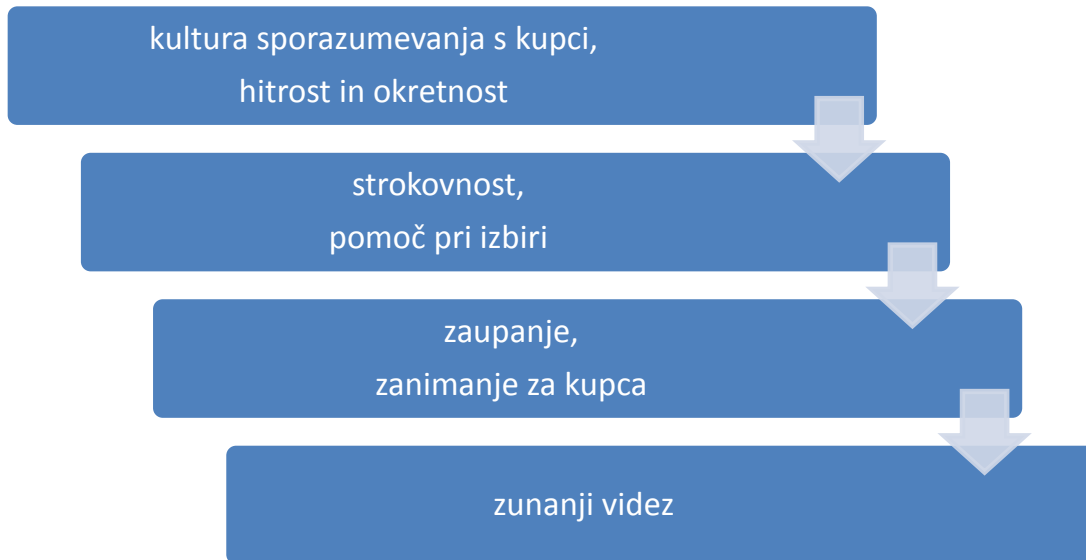 kultura sporazumevanja s kupci,
hitrost in okretnost
strokovnost,
pomoč pri izbiri
zaupanje,
zanimanje za kupca
zunanji videz